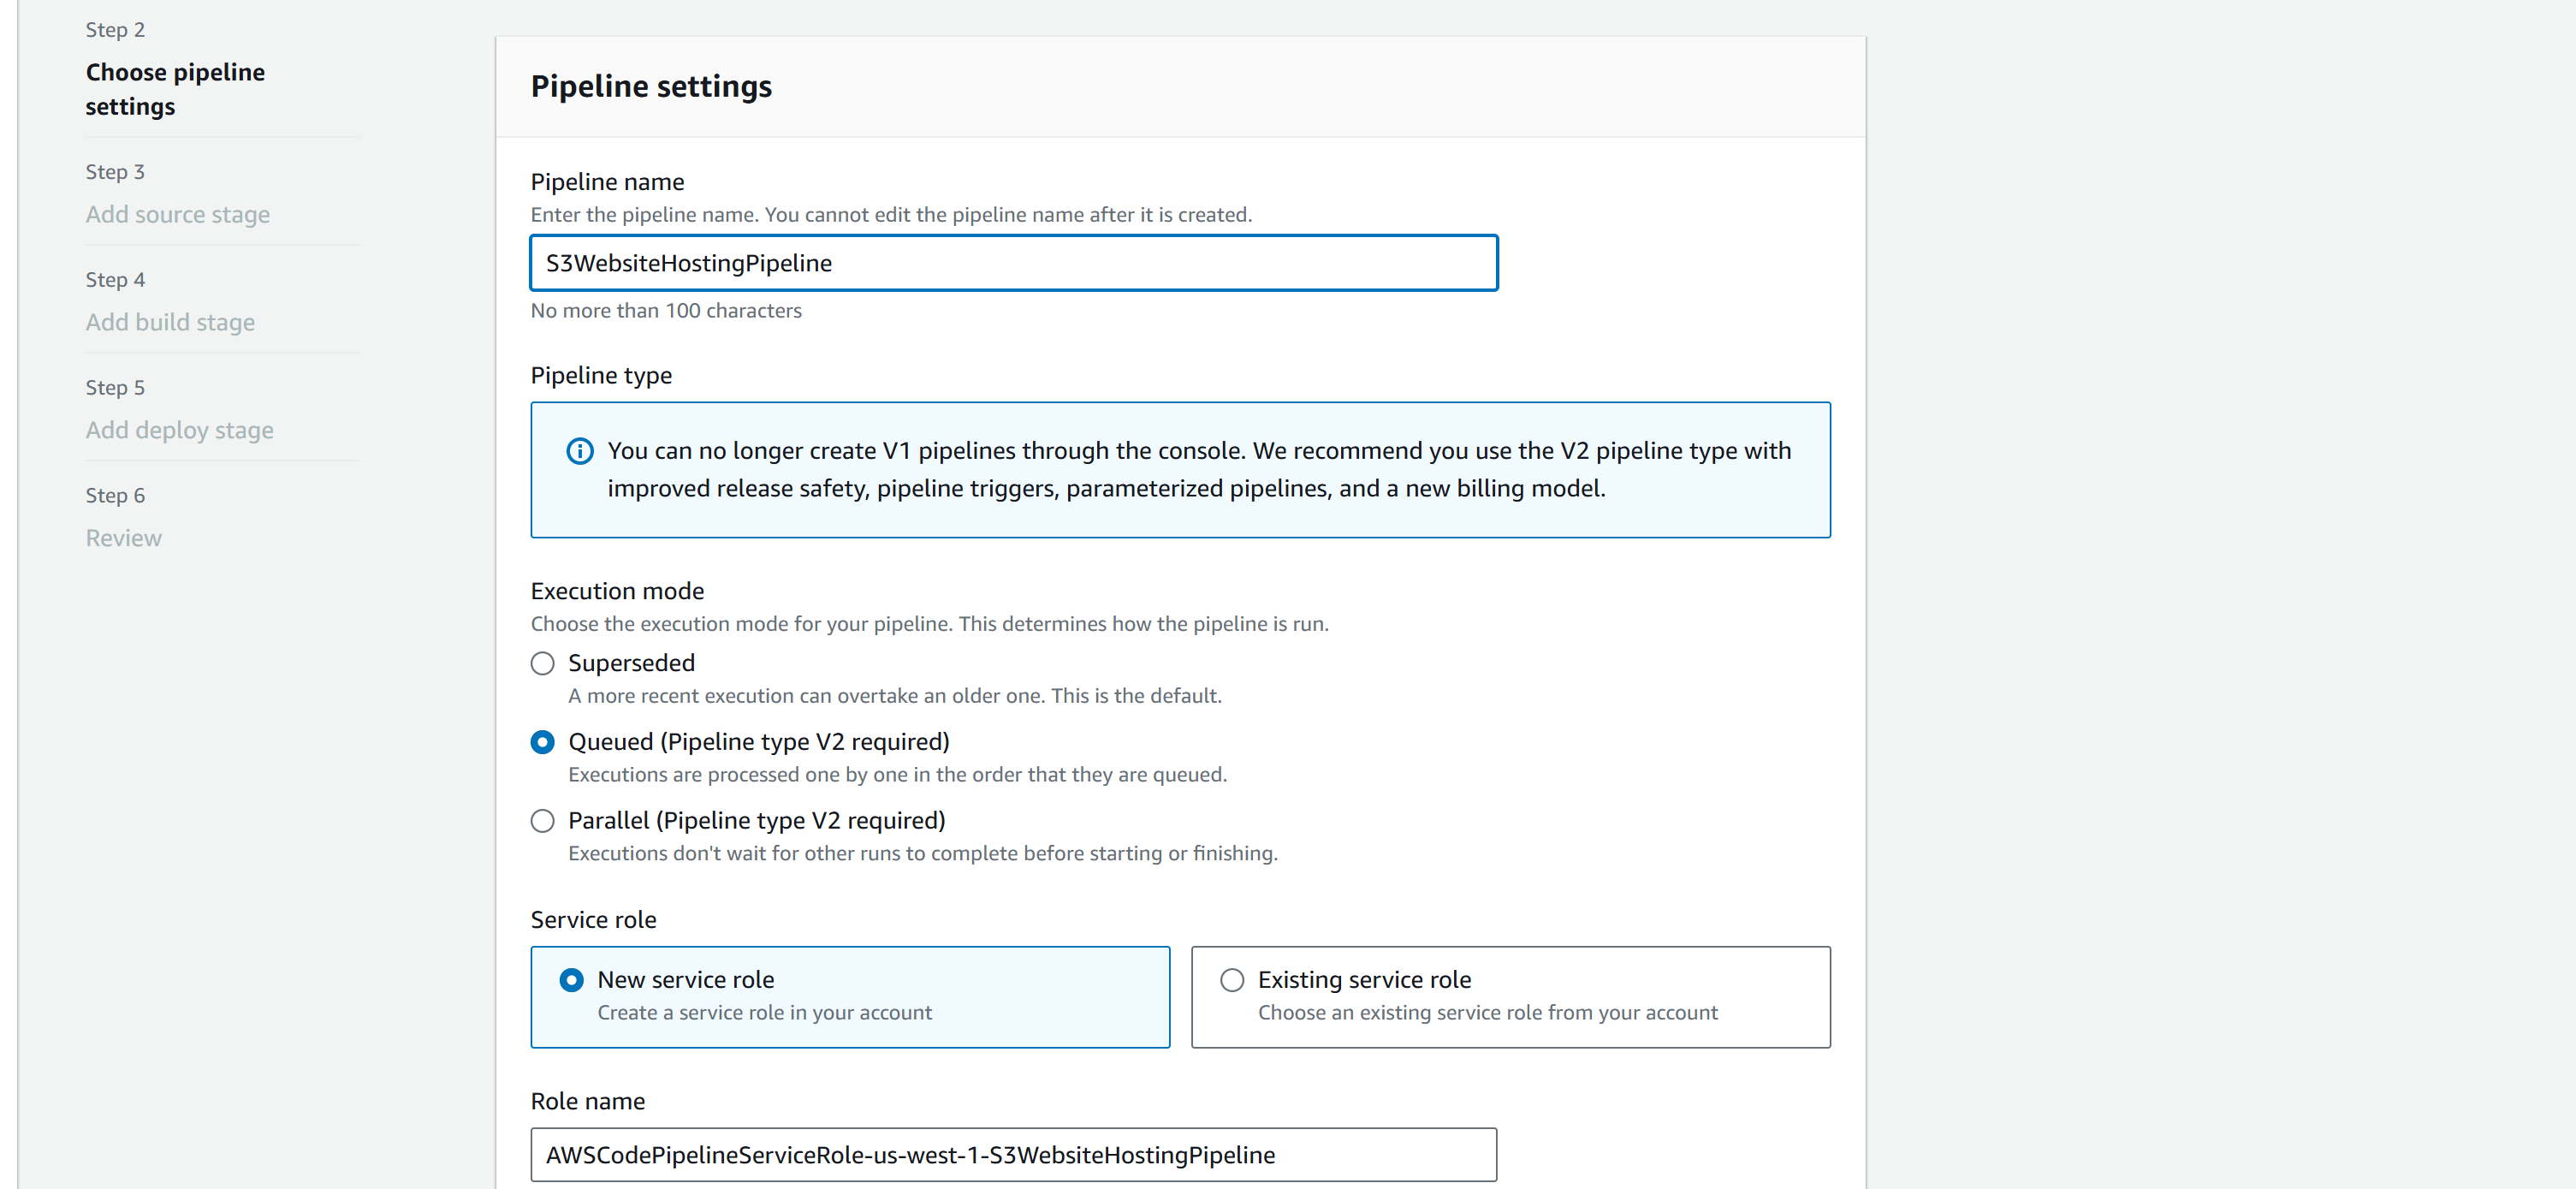 Step 2
Choose pipeline
settings
Step 3
Add source stage
Step 4
Add build stage
Step 5
Add deploy stage
Step 6
Review
Pipeline settings
Pipeline name
Enter the pipeline name. You cannot edit the pipeline name after it is created.
S3WebsiteHostingPipeline
No more than 100 characters
Pipeline type
You can no longer create V1 pipelines through the console. We recommend you use the V2 pipeline type with
improved release safety, pipeline triggers, parameterized pipelines, and a new billing model.
Execution mode
Choose the execution mode for your pipeline. This determines how the pipeline is run.
Superseded
A more recent execution can overtake an older one. This is the default.
Queued (Pipeline type V2 required)
Executions are processed one by one in the order that they are queued.
Parallel (Pipeline type V2 required)
Executions don't wait for other runs to complete before starting or finishing.
Service role
New service role
Create a service role in your account
Existing service role
Choose an existing service role from your account
Role name
AWSCodePipelineServiceRole-us-west-1-S3WebsiteHostingPipeline